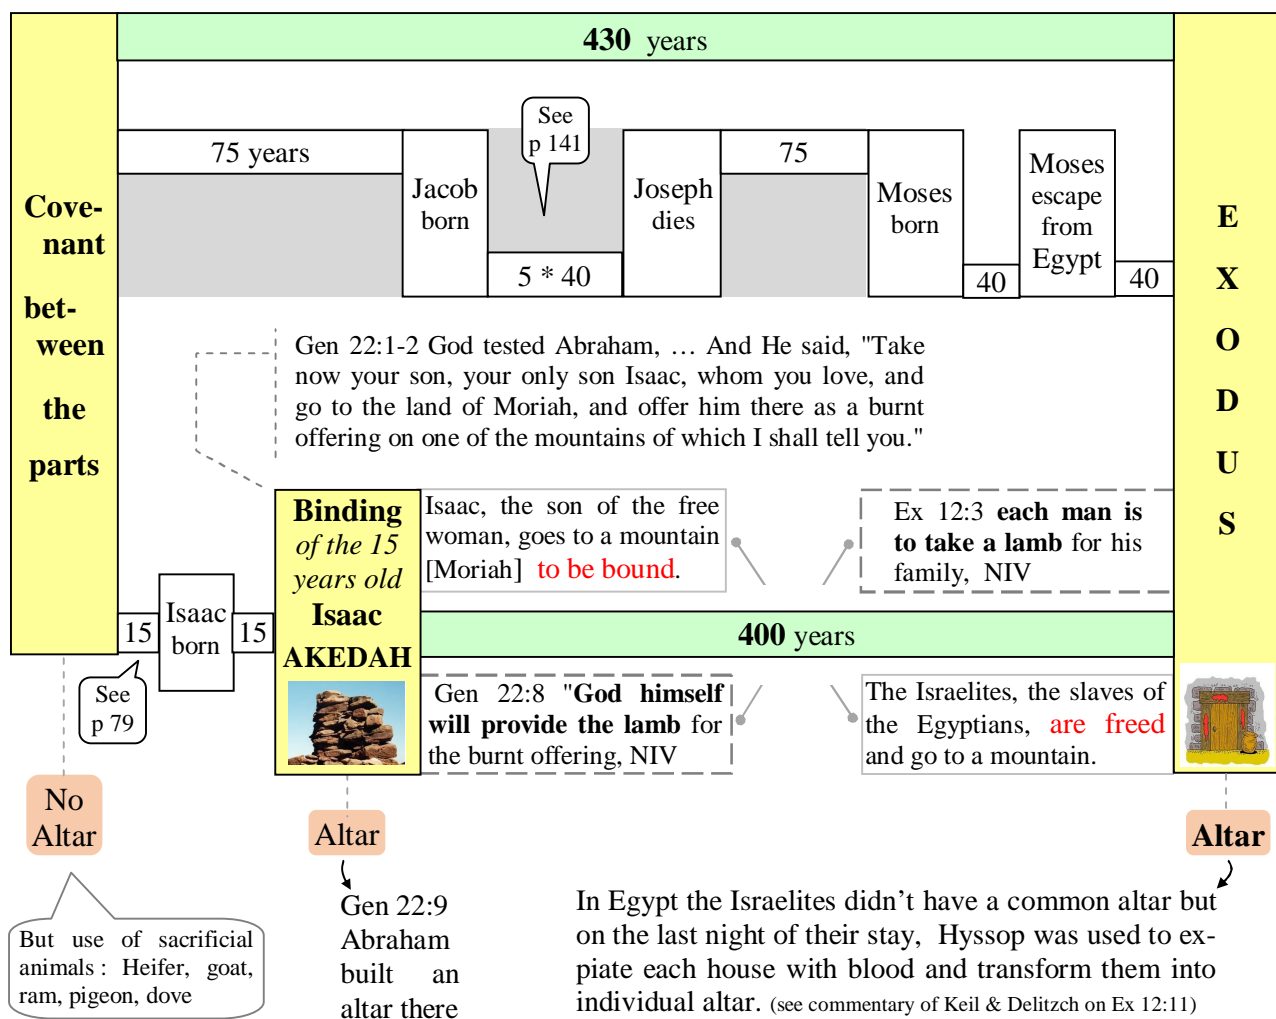 430 years
Cove-
nant
bet-
ween
the
parts
75 years
Jacob
born
See
p 141
5 * 40
Joseph
dies
75
Moses
born
40
Moses
escape
from
Egypt
40
E
X
O
D
U
S
Gen 22:1-2 God tested Abraham, … And He said, "Take
now your son, your only son Isaac, whom you love, and
go to the land of Moriah, and offer him there as a burnt
offering on one of the mountains of which I shall tell you."
15
Isaac
born
15
See
p 79
Binding
of the 15
years old
Isaac
AKEDAH
Isaac, the son of the free
woman, goes to a mountain
[Moriah] to be bound.
Ex 12:3 each man is
to take a lamb for his
family, NIV
400 years
Gen 22:8 "God himself
will provide the lamb for
the burnt offering, NIV
The Israelites, the slaves of
the Egyptians, are freed
and go to a mountain.
No
Altar
Altar
Altar
But use of sacrificial
animals : Heifer, goat,
ram, pigeon, dove
Gen 22:9
Abraham
built an
altar there
In Egypt the Israelites didn’t have a common altar but
on the last night of their stay, Hyssop was used to ex-
piate each house with blood and transform them into
individual altar. (see commentary of Keil & Delitzch on Ex 12:11)